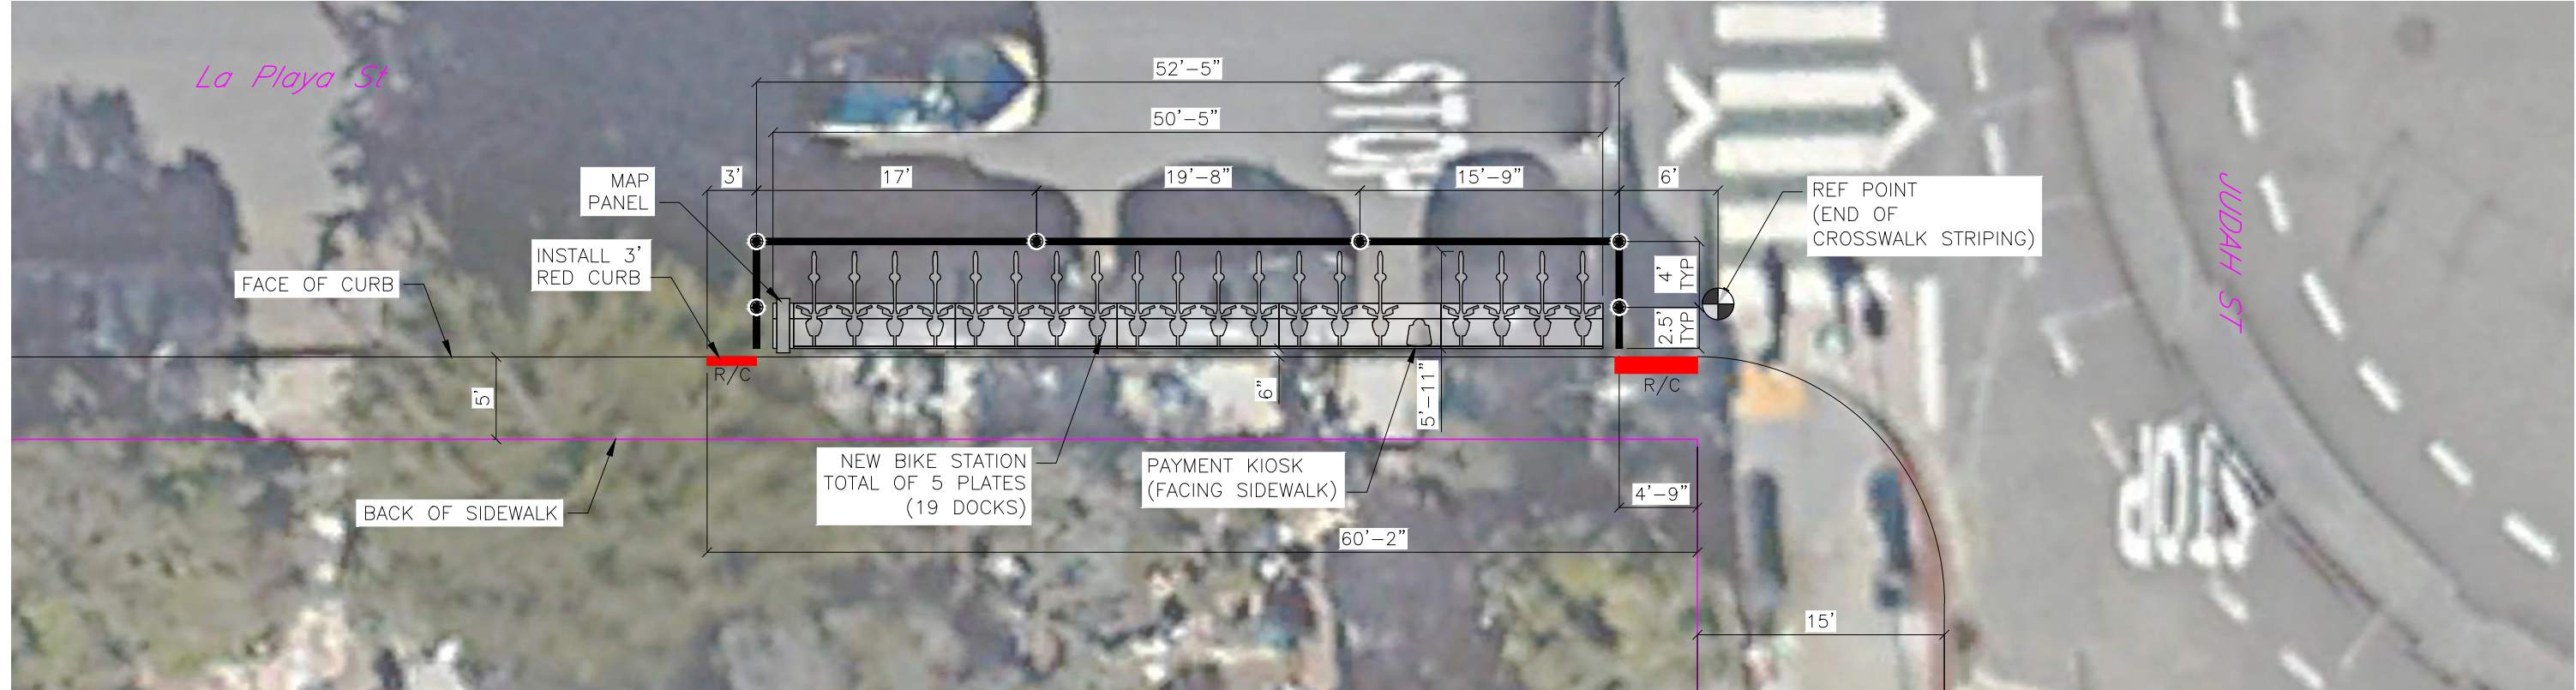 La Playa St
52'-5"
50'-5"
3'
17'
19'-8"
15'-9"
6'
MAP
PANEL
REF POINT
(END OF
CROSSWALK STRIPING)
INSTALL 3'
RED CURB
FACE OF CURB
STOP
JUDAH ST
4'
TYP
2.5'
TYP
R/C
R/C
5'
6"
5'-11"
NEW BIKE STATION
TOTAL OF 5 PLATES
(19 DOCKS)
PAYMENT KIOSK
(FACING SIDEWALK)
BACK OF SIDEWALK
4'-9"
60'-2"
STOP
15'